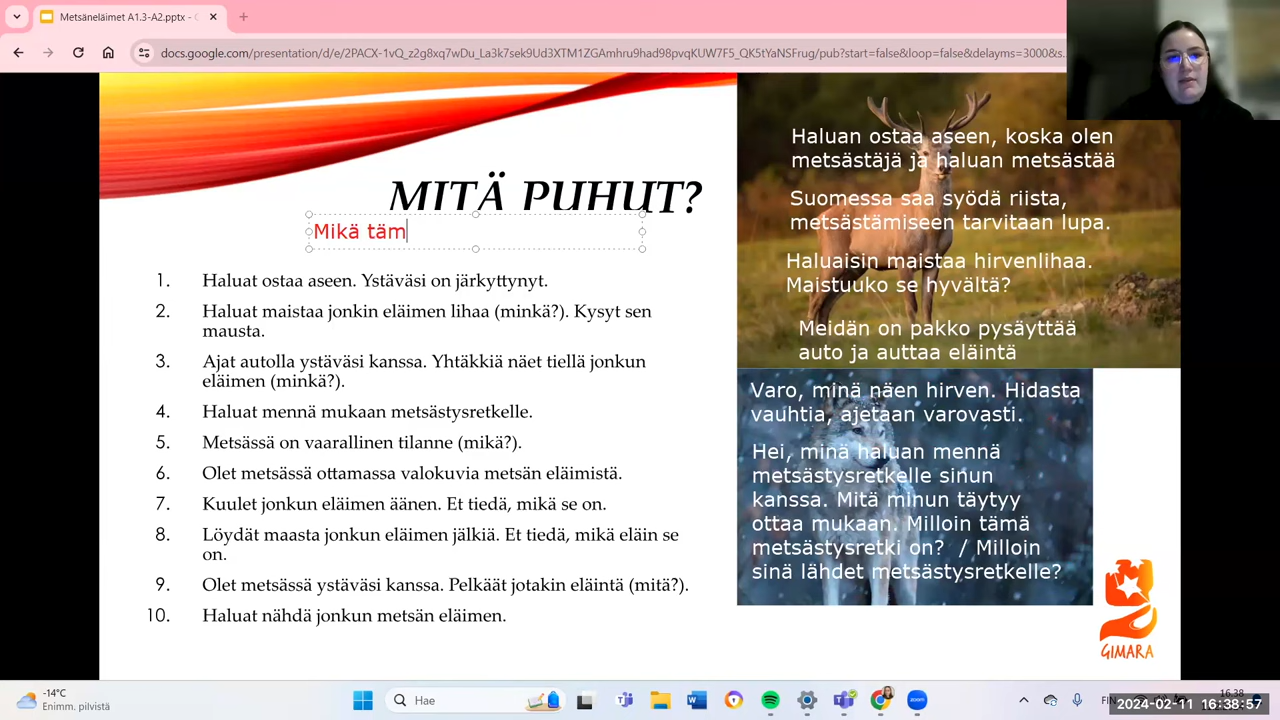 Metsäneläimet A1.3-A2.pptx -
docs.google.com/presentation/d/e/2PACX-1vQ_z2g8xq7wDu_La3k7sek9Ud3XTM1ZGAmhru9had98pvqKUW7F5_QK5tYaNSFrug/pub?start=false&loop=false&delayms=3000&s...
MITÄ PUHUT?
Mikä täm
1. Haluat ostaa aseen. Ystäväsi on järkyttynyt.
2. Haluat maistaa jonkin eläimen lihaa (minkä?). Kysyt sen
mausta.
3. Ajat autolla ystäväsi kanssa. Yhtäkkiä näet tiellä jonkun
eläimen (minkä?).
4. Haluat mennä mukaan metsästysretkelle.
5. Metsässä on vaarallinen tilanne (mikä?).
6. Olet metsässä ottamassa valokuvia metsän eläimistä.
7. Kuulet jonkun eläimen äänen. Et tiedä, mikä se on.
8. Löydät maasta jonkun eläimen jälkiä. Et tiedä, mikä eläin se
on.
9. Olet metsässä ystäväsi kanssa. Pelkäät jotakin eläintä (mitä?).
10. Haluat nähdä jonkun metsän eläimen.
Haluan ostaa aseen, koska olen
metsästäjä ja haluan metsästää
Suomessa saa syödä riista,
metsästämiseen tarvitaan lupa.
Haluaisin maistaa hirvenlihaa.
Maistuuko se hyvältä?
Meidän on pakko pysäyttää
auto ja auttaa eläintä
Varo, minä näen hirven. Hidasta
vauhtia, ajetaan varovasti.
Hei, minä haluan mennä
metsästysretkelle sinun
kanssa. Mitä minun täytyy
ottaa mukaan. Milloin tämä
metsästysretki on? / Milloin
sinä lähdet metsästysretkelle?
GIMARA
-14°C
Enimm. pilvistä
Hae
zoom
FIN
16.38
2024-02-11 16:38:57